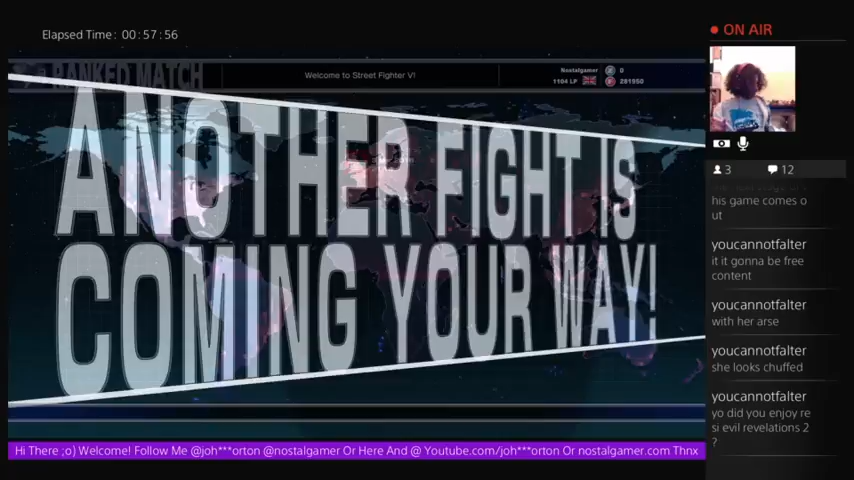 Elapsed Time: 00:57:56
ON AIR
RANKED MATCH
Welcome to Street Fighter V!
Nostalgamer
0
1104 LP
281950
ANOTHER FIGHT IS
COMING YOUR WAY!
3
12
his game comes o
ut
youcannotfalter
it it gonna be free
content
youcannotfalter
with her arse
youcannotfalter
she looks chuffed
youcannotfalter
yo did you enjoy re
si evil revelations 2
?
Hi There ;o) Welcome! Follow Me @joh***orton @nostalgamer Or Here And @ Youtube.com/joh***orton Or nostalgamer.com Thnx